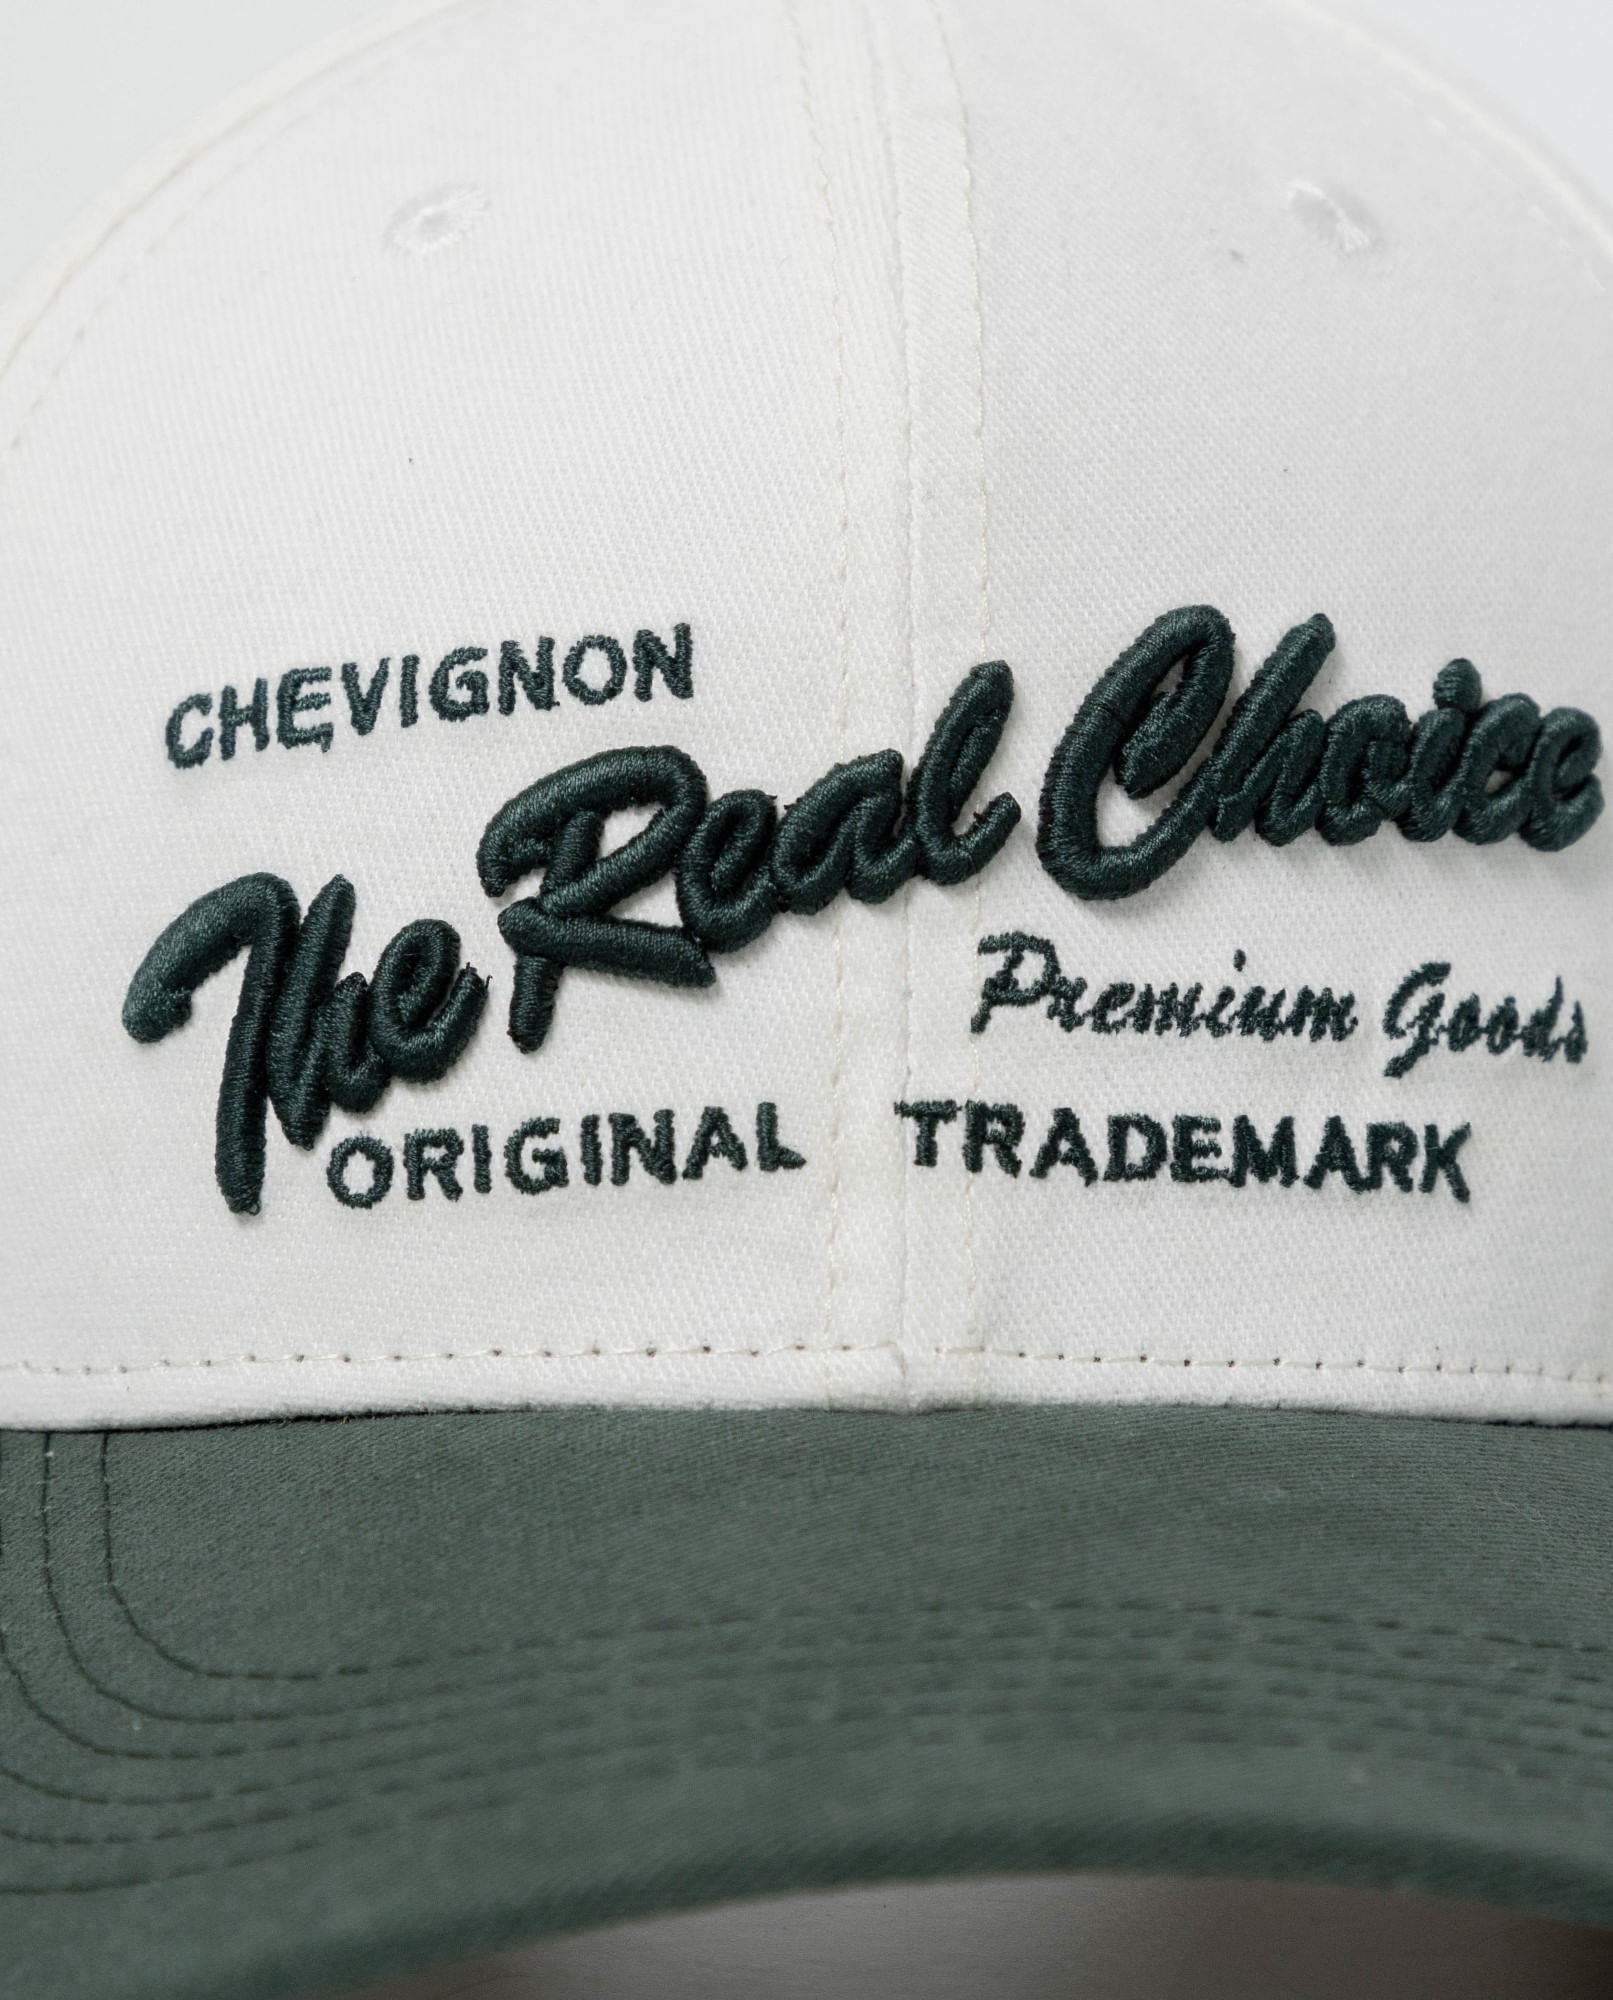 CHEVIGNON
The Real Choice
Premium Goods
ORIGINAL TRADEMARK